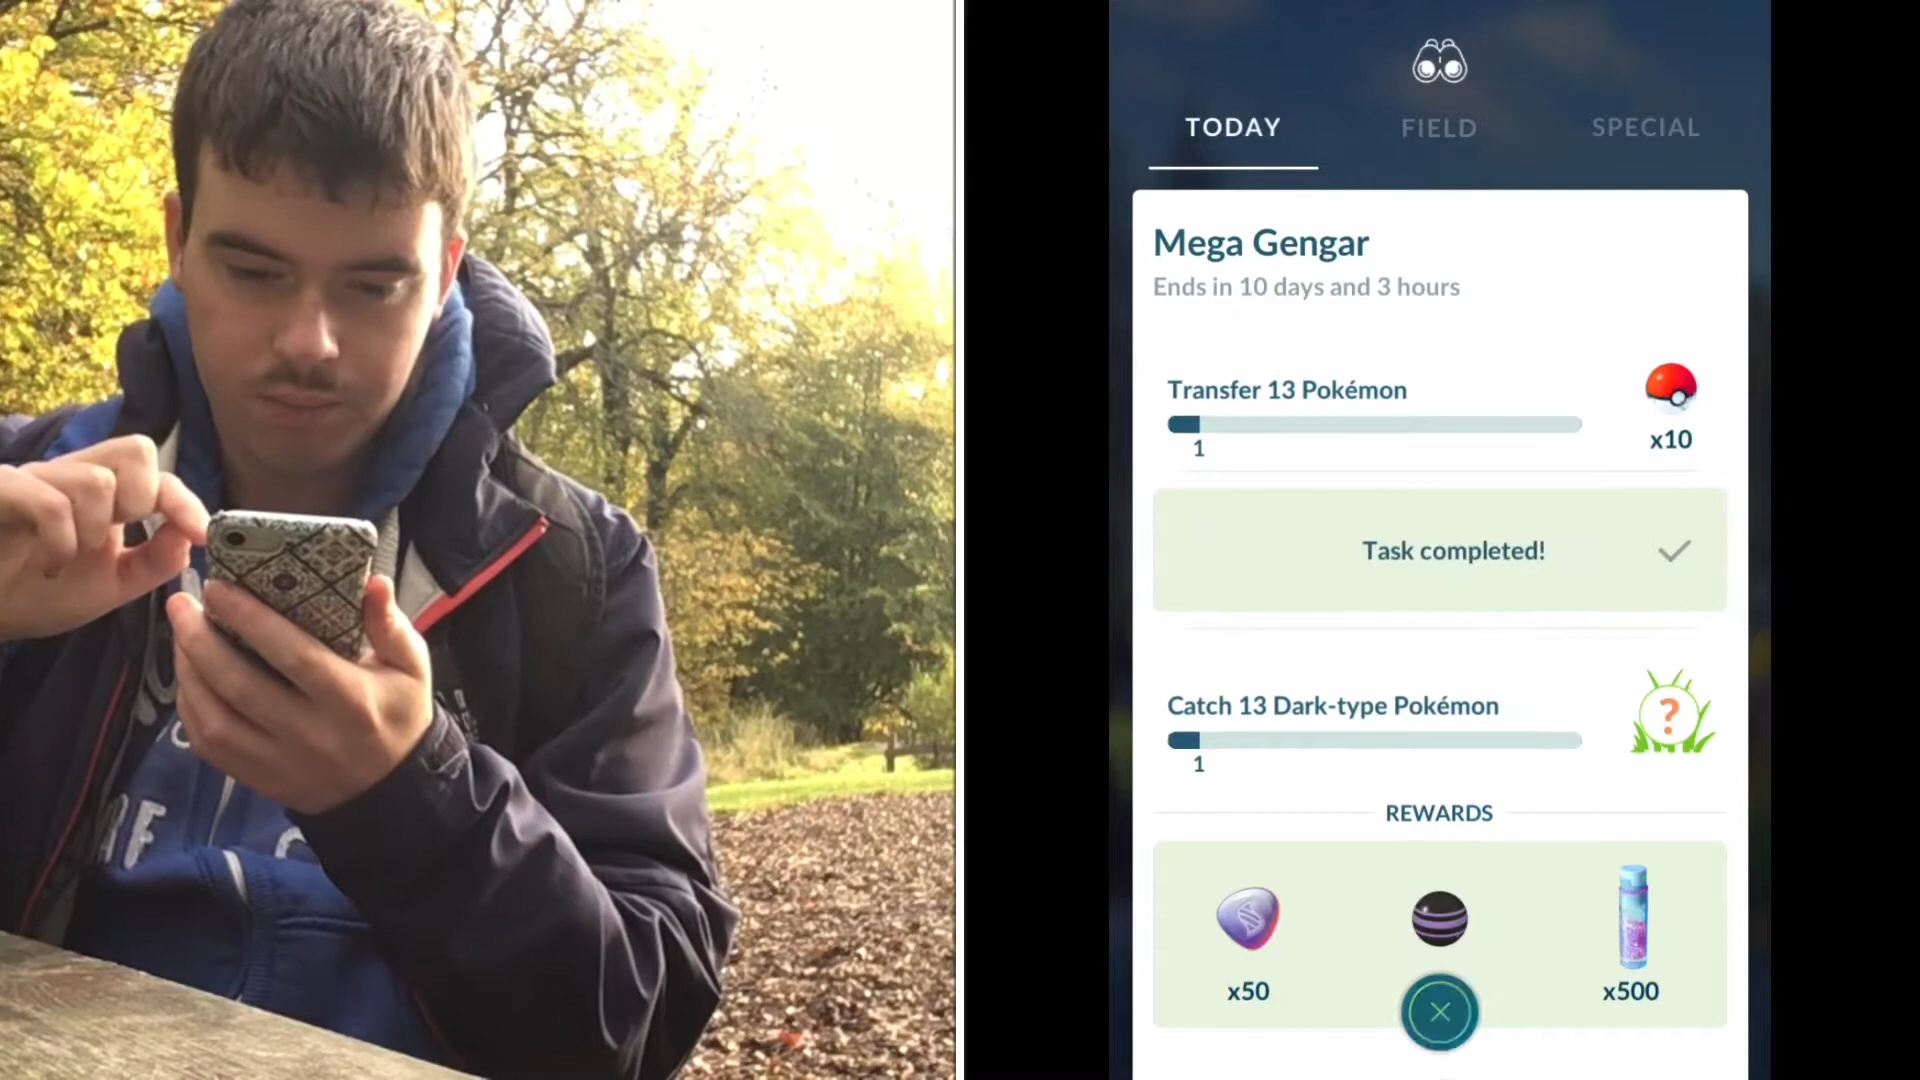 TODAY
FIELD
SPECIAL
Mega Gengar
Ends in 10 days and 3 hours
Transfer 13 Pokémon
1
x10
Task completed!
Catch 13 Dark-type Pokémon
?
1
REWARDS
x50
x500